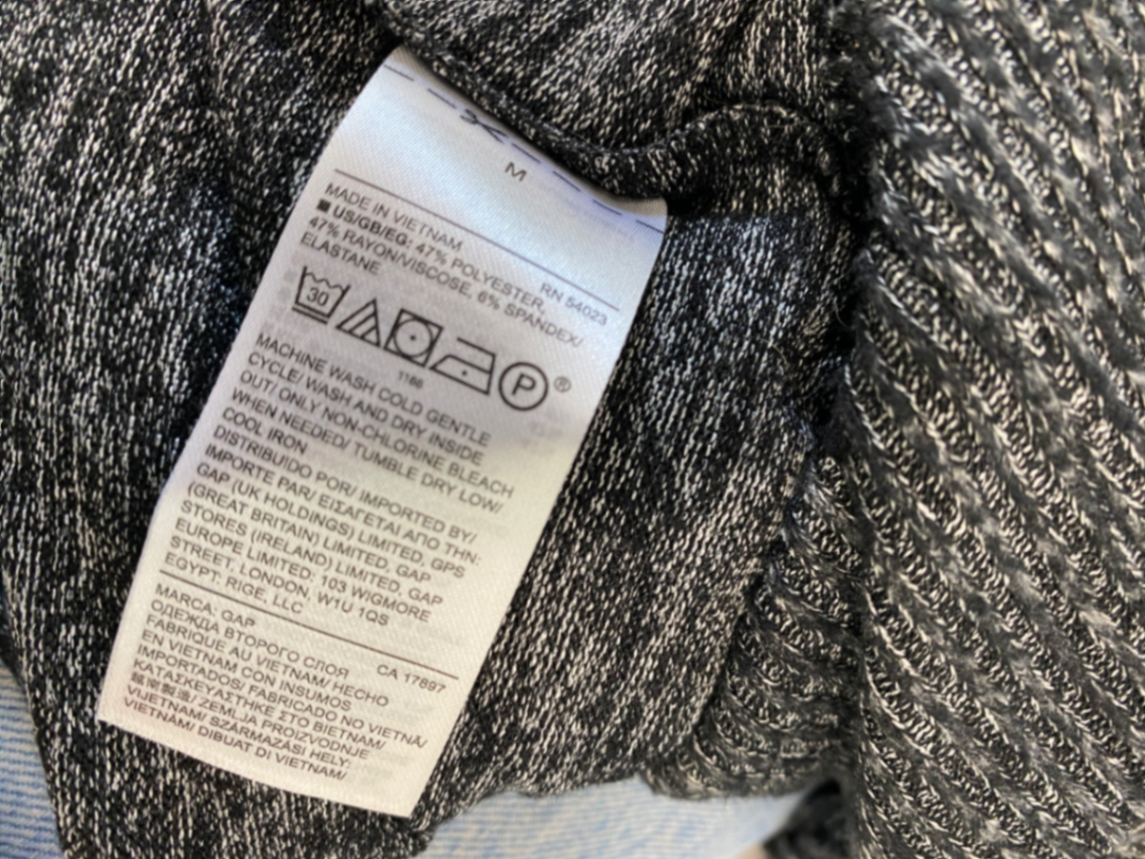 M
RN 54023
MADE IN VIETNAM
■ US/GB/EG: 47% POLYESTER,
47% RAYON/VISCOSE, 6% SPANDEX/
ELASTANE
30
P ®
1166
MACHINE WASH COLD GENTLE
CYCLE/ WASH AND DRY INSIDE
OUT/ ONLY NON-CHLORINE BLEACH
WHEN NEEDED/ TUMBLE DRY LOW/
COOL IRON
DISTRIBUÍDO POR/ IMPORTED BY/
IMPORTE PAR/ ΕΙΣΑΓΕΤΑΙ ΑΠΟ ΤΗΝ:
GAP (UK HOLDINGS) LIMITED, GPS
(GREAT BRITAIN) LIMITED, GAP
STORES (IRELAND) LIMITED, GAP
EUROPE LIMITED: 103 WIGMORE
STREET, LONDON, W1U 1QS
EGYPT: RIGE, LLC
CA 17897
MARCA: GAP
ОДЕЖДА ВТОРОГО СЛОЯ
FABRIQUÉ AU VIETNAM/ HECHO
EN VIETNAM CON INSUMOS
IMPORTADOS/ FABRICADO NO VIETNÃ/
ΚΑΤΑΣΚΕΥΑΣΤΗΚΕ ΣΤΟ ΒΙΕΤΝΑΜ/
越南製造/ ZEMLJA PROIZVODNJE
VIJETNAM/ SZÁRMAZÁSI HELY:
VIETNÁM/ DIBUAT DI VIETNAM/